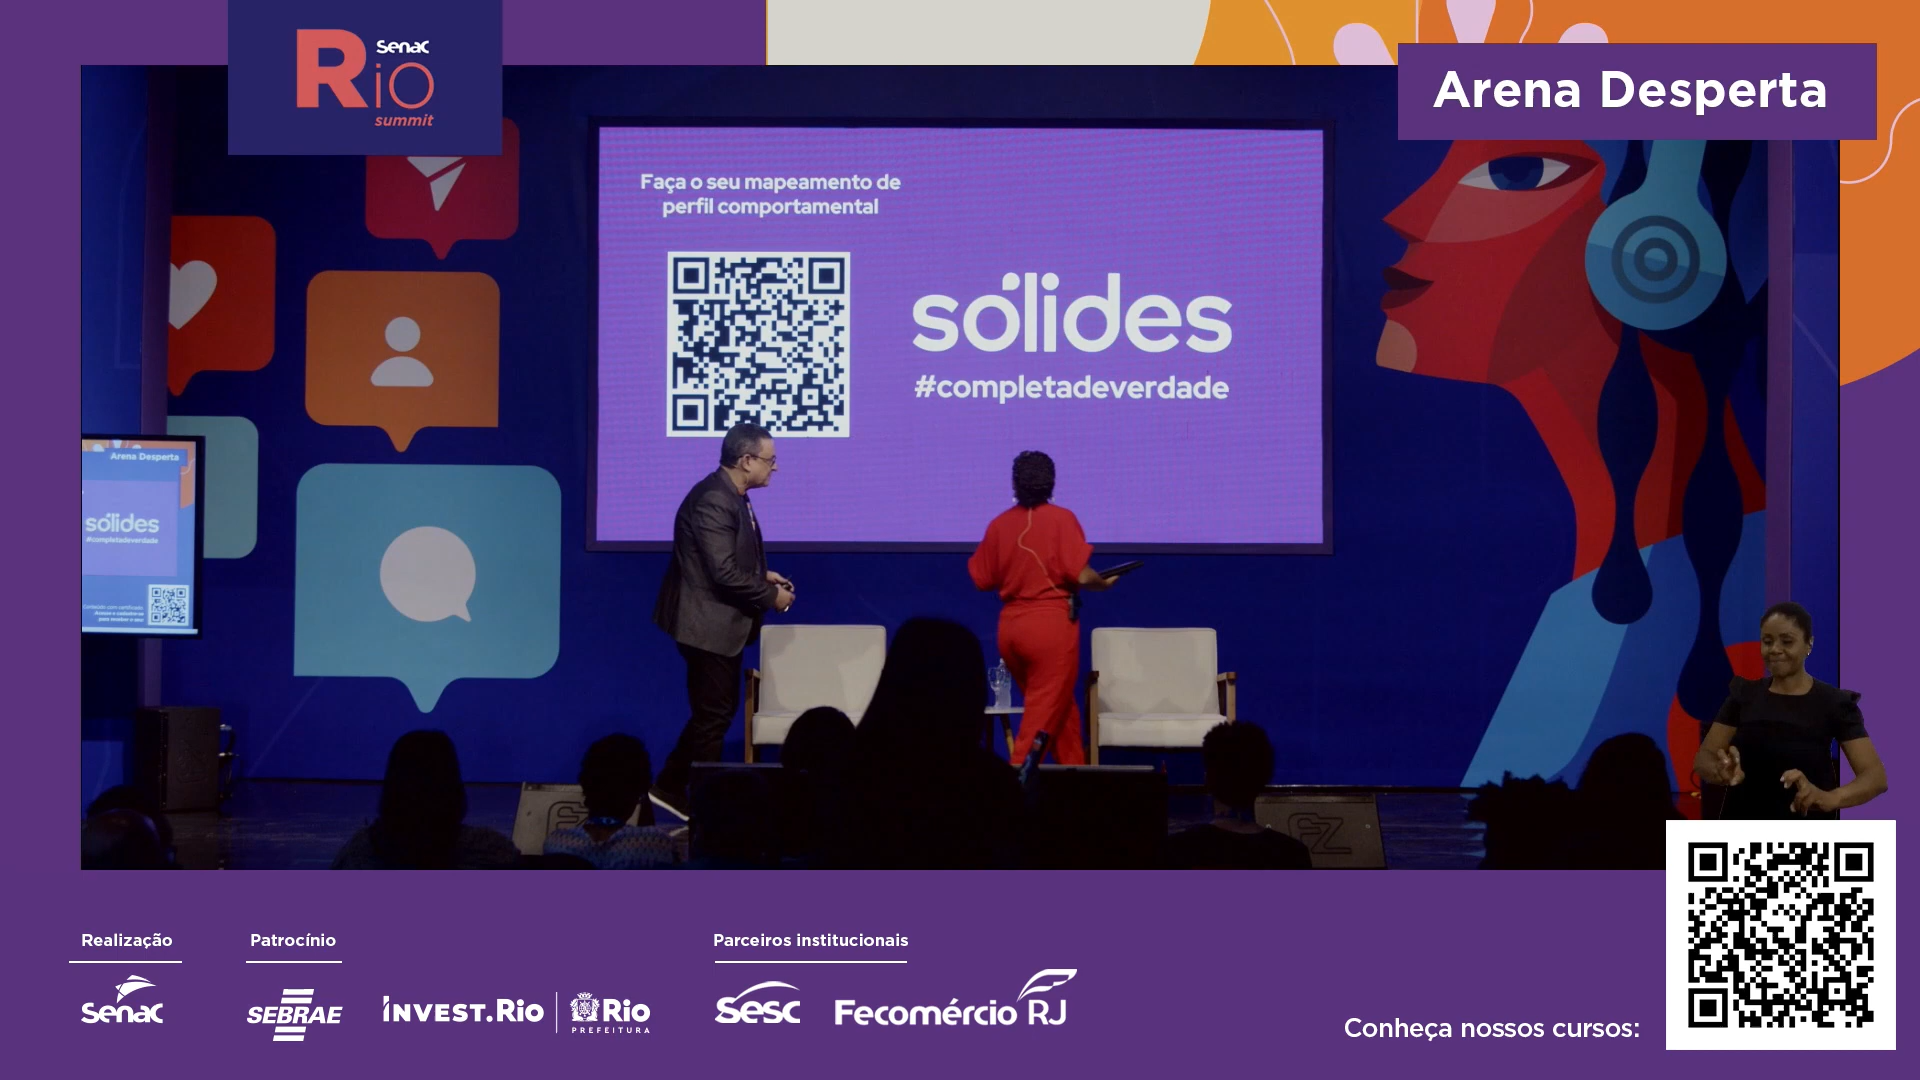 Rio
Senac
summit
Arena Desperta
Faça o seu mapeamento de
perfil comportamental
sólides
#completadeverdade
Arena Desperta
sólides
#completadeverdade
Realização
Patrocínio
Parceiros institucionais
Senac
SEBRAE
INVEST.Rio
Rio
PREFEITURA
Sesc
Fecomércio RJ
Conheça nossos cursos: